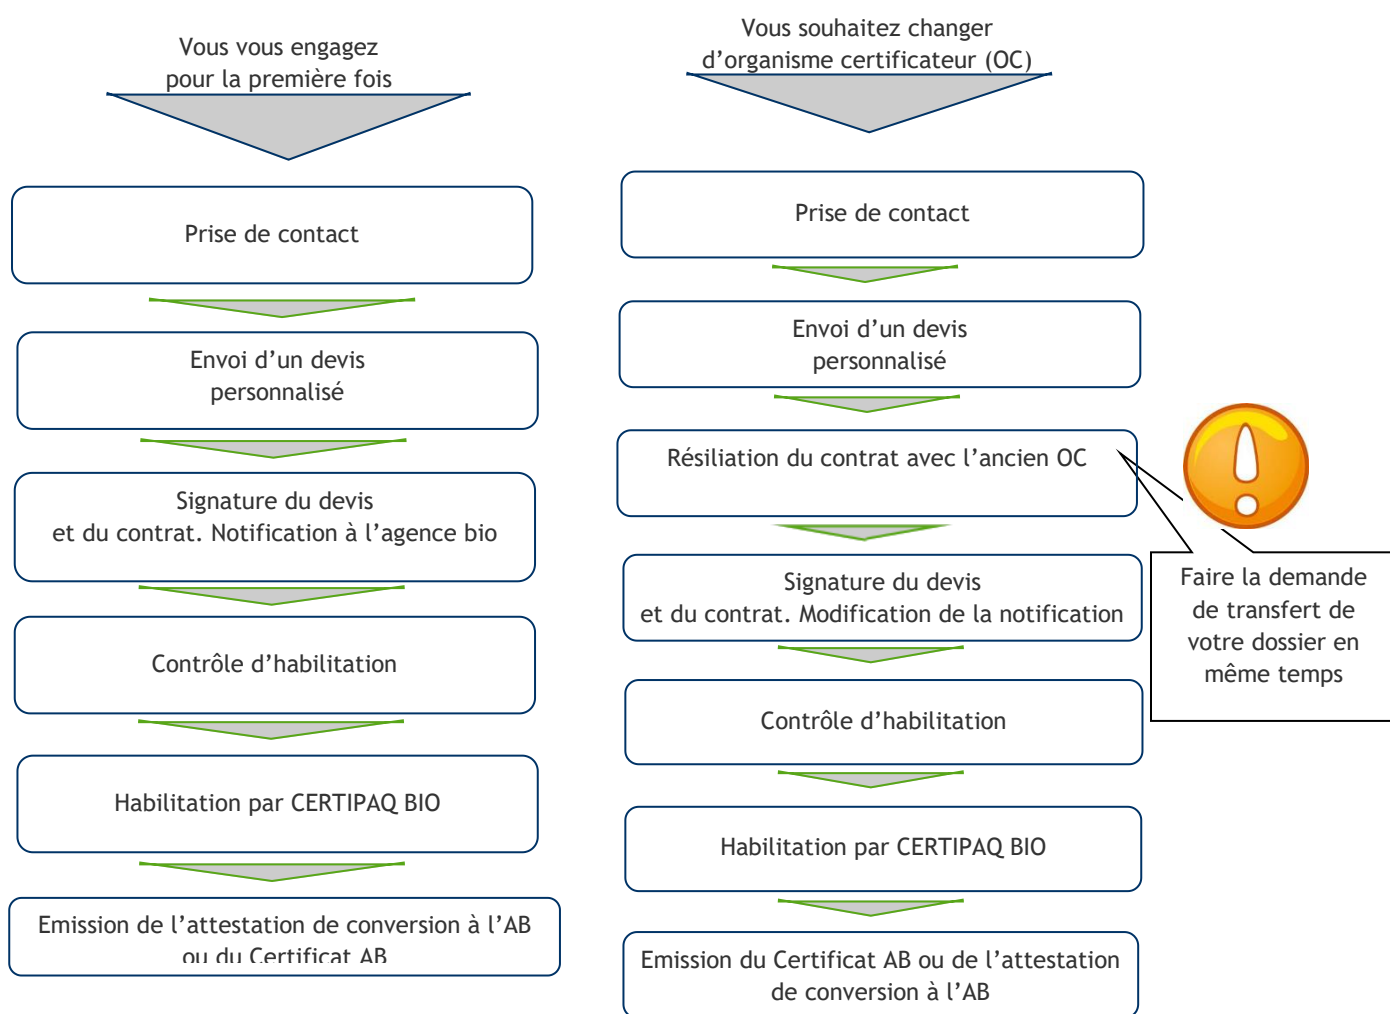 Vous vous engagez
pour la première fois
Prise de contact
Envoi d'un devis
personnalisé
Signature du devis
et du contrat. Notification à l'agence bio
Contrôle d'habilitation
Habilitation par CERTIPAQ BIO
Emission de l'attestation de conversion à l'AB
ou du Certificat AB
Vous souhaitez changer
d'organisme certificateur (OC)
Prise de contact
Envoi d'un devis
personnalisé
Résiliation du contrat avec l'ancien OC
Faire la demande
de transfert de
votre dossier en
même temps
Signature du devis
et du contrat. Modification de la notification
Contrôle d'habilitation
Habilitation par CERTIPAQ BIO
Emission du Certificat AB ou de l'attestation
de conversion à l'AB